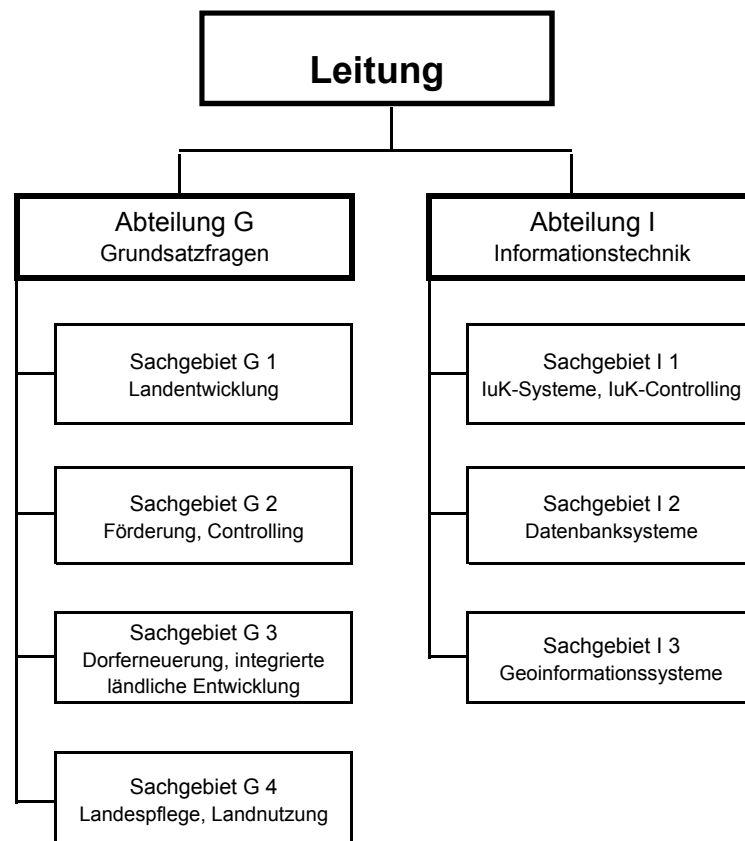 Leitung
Abteilung G
Grundsatzfragen
Sachgebiet G 1
Landentwicklung
Sachgebiet G 2
Förderung, Controlling
Sachgebiet G 3
Dorferneuerung, integrierte
ländliche Entwicklung
Sachgebiet G 4
Landespflege, Landnutzung
Abteilung I
Informationstechnik
Sachgebiet I 1
IuK-Systeme, IuK-Controlling
Sachgebiet I 2
Datenbanksysteme
Sachgebiet I 3
Geoinformationssysteme